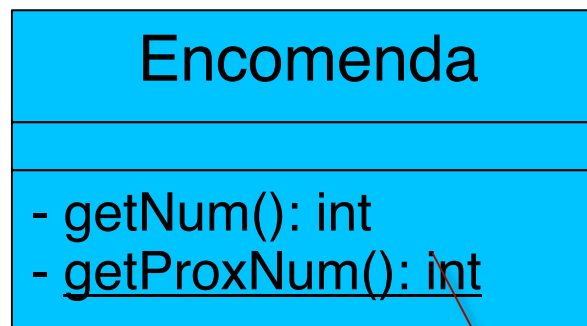 Encomenda
- getNum(): int
- getProxNum(): int